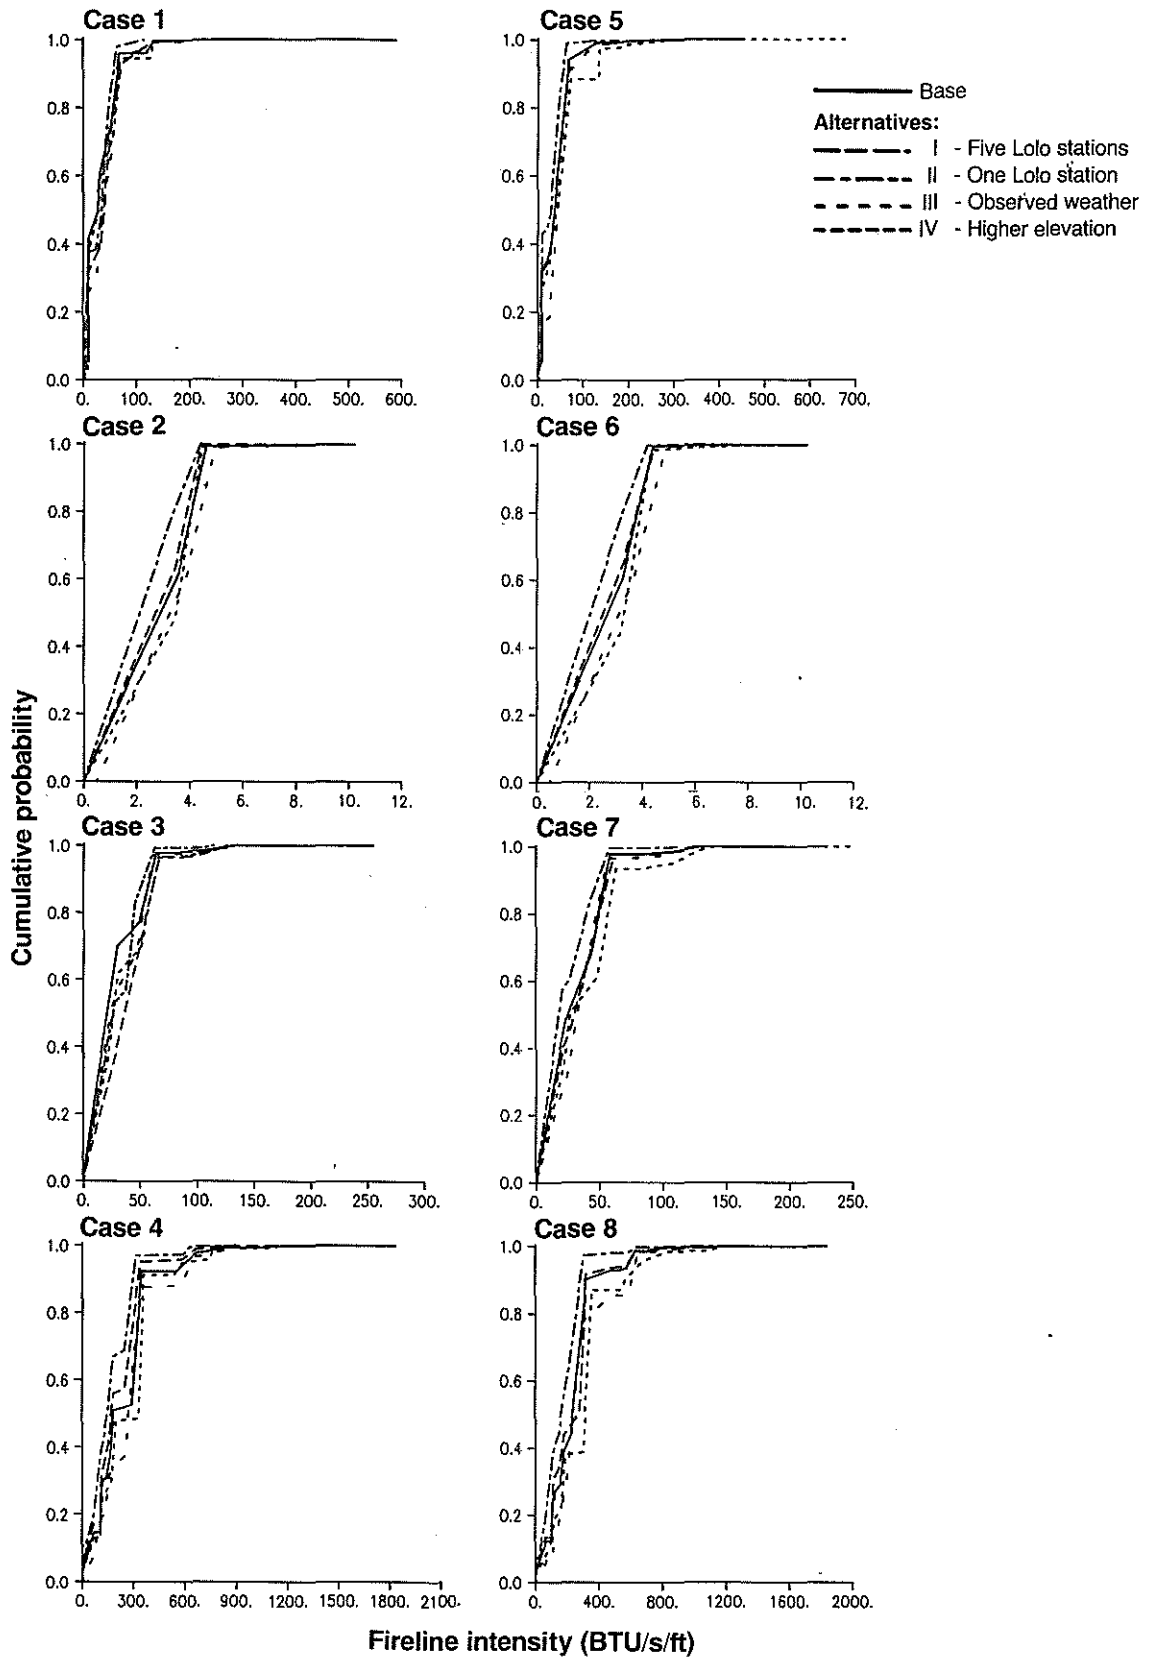 Case 1
1.0
0.8
0.6
0.4
0.2
0.0
0. 100. 200. 300. 400. 500. 600.
Case 5
1.0
0.8
0.6
0.4
0.2
0.0
0. 100. 200. 300. 400. 500. 600. 700.
Base
Alternatives:
I - Five Lolo stations
II - One Lolo station
III - Observed weather
IV - Higher elevation
Case 2
1.0
0.8
0.6
0.4
0.2
0.0
0. 2. 4. 6. 8. 10. 12.
Case 6
1.0
0.8
0.6
0.4
0.2
0.0
0. 2. 4. 6. 8. 10. 12.
Cumulative probability
Case 3
1.0
0.8
0.6
0.4
0.2
0.0
0. 50. 100. 150. 200. 250. 300.
Case 7
1.0
0.8
0.6
0.4
0.2
0.0
0. 50. 100. 150. 200. 250.
Case 4
1.0
0.8
0.6
0.4
0.2
0.0
0. 300. 600. 900. 1200. 1500. 1800. 2100.
Case 8
1.0
0.8
0.6
0.4
0.2
0.0
0. 400. 800. 1200. 1600. 2000.
Fireline intensity (BTU/s/ft)